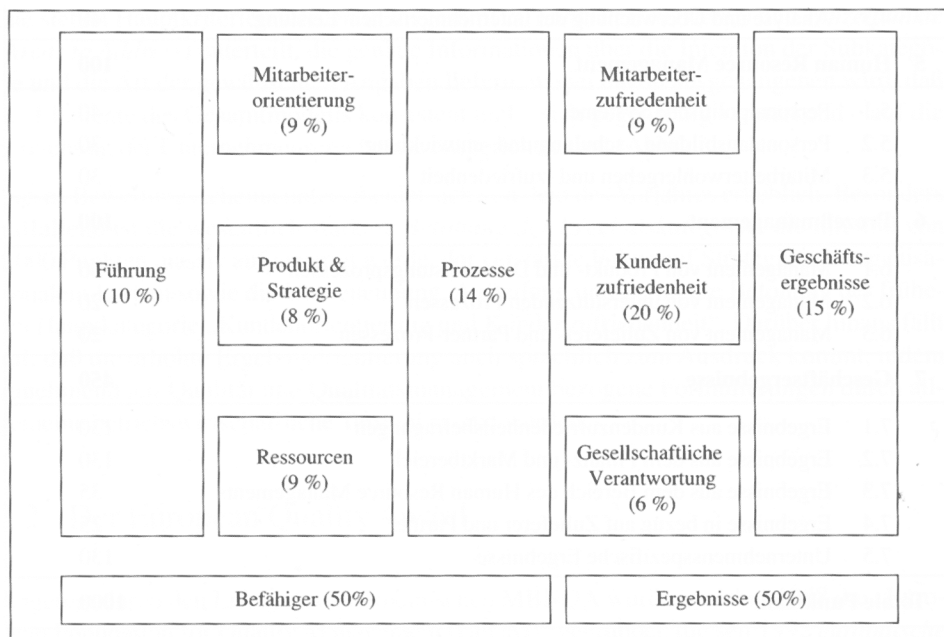 Führung
(10 %)
Mitarbeiter-
orientierung
(9 %)
Produkt &
Strategie
(8 %)
Ressourcen
(9 %)
Prozesse
(14 %)
Mitarbeiter-
zufriedenheit
(9 %)
Kunden-
zufriedenheit
(20 %)
Gesellschaftliche
Verantwortung
(6 %)
Geschäfts-
ergebnisse
(15 %)
Befähiger (50%)
Ergebnisse (50%)